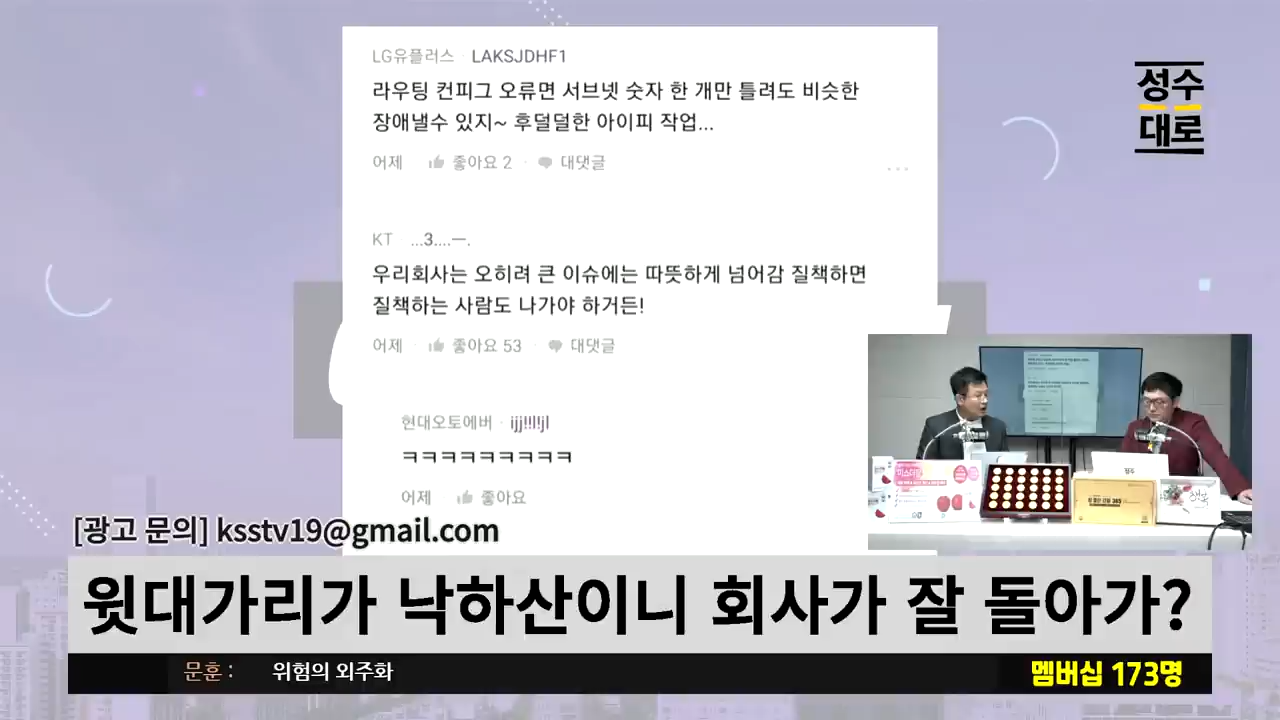 LG유플러스 · LAKSJDHF1
라우팅 컨피그 오류면 서브넷 숫자 한 개만 틀려도 비슷한
장애낼수 있지~ 후덜덜한 아이피 작업...
어제 좋아요 2 · 대댓글
성수
대로
KT ...3....ㅡ.
우리회사는 오히려 큰 이슈에는 따뜻하게 넘어감 질책하면
질책하는 사람도 나가야 하거든!
어제 · 좋아요 53 · 대댓글
현대오토에버 · ijj!!l!jl
ㅋㅋㅋㅋㅋㅋㅋㅋㅋ
어제 좋아요
[광고 문의] ksstv19@gmail.com
윗대가리가 낙하산이니 회사가 잘 돌아가?
문훈 : 위험의 외주화
멤버십 173명